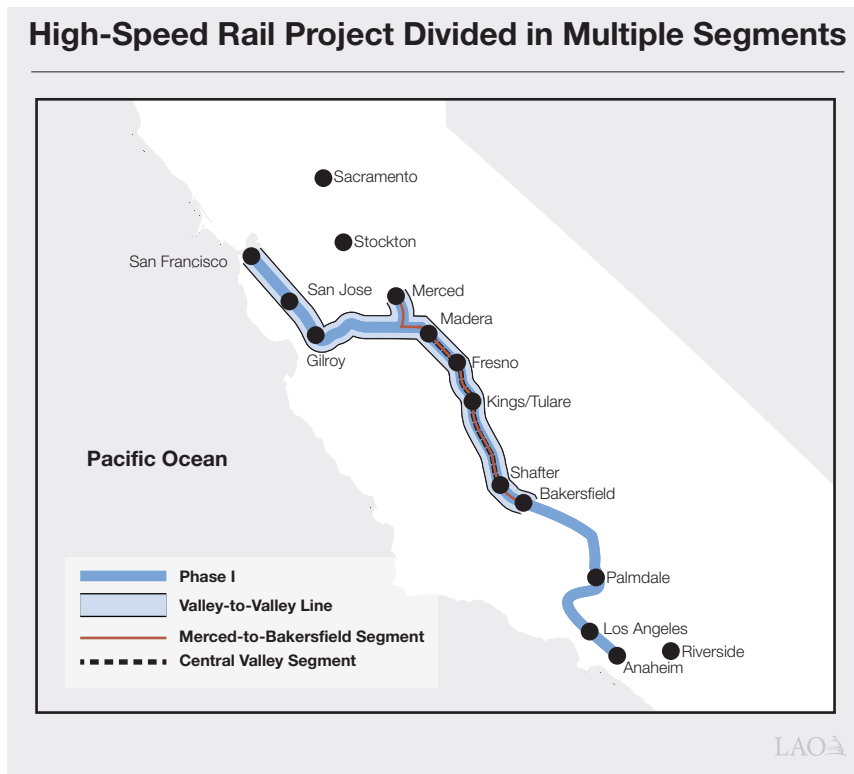 High-Speed Rail Project Divided in Multiple Segments
Sacramento
Stockton
San Francisco
San Jose
Merced
Madera
Gilroy
Fresno
Kings/Tulare
Pacific Ocean
Shafter
Bakersfield
Phase I
Palmdale
Valley-to-Valley Line
Los Angeles
Merced-to-Bakersfield Segment
Riverside
Central Valley Segment
Anaheim
LAO